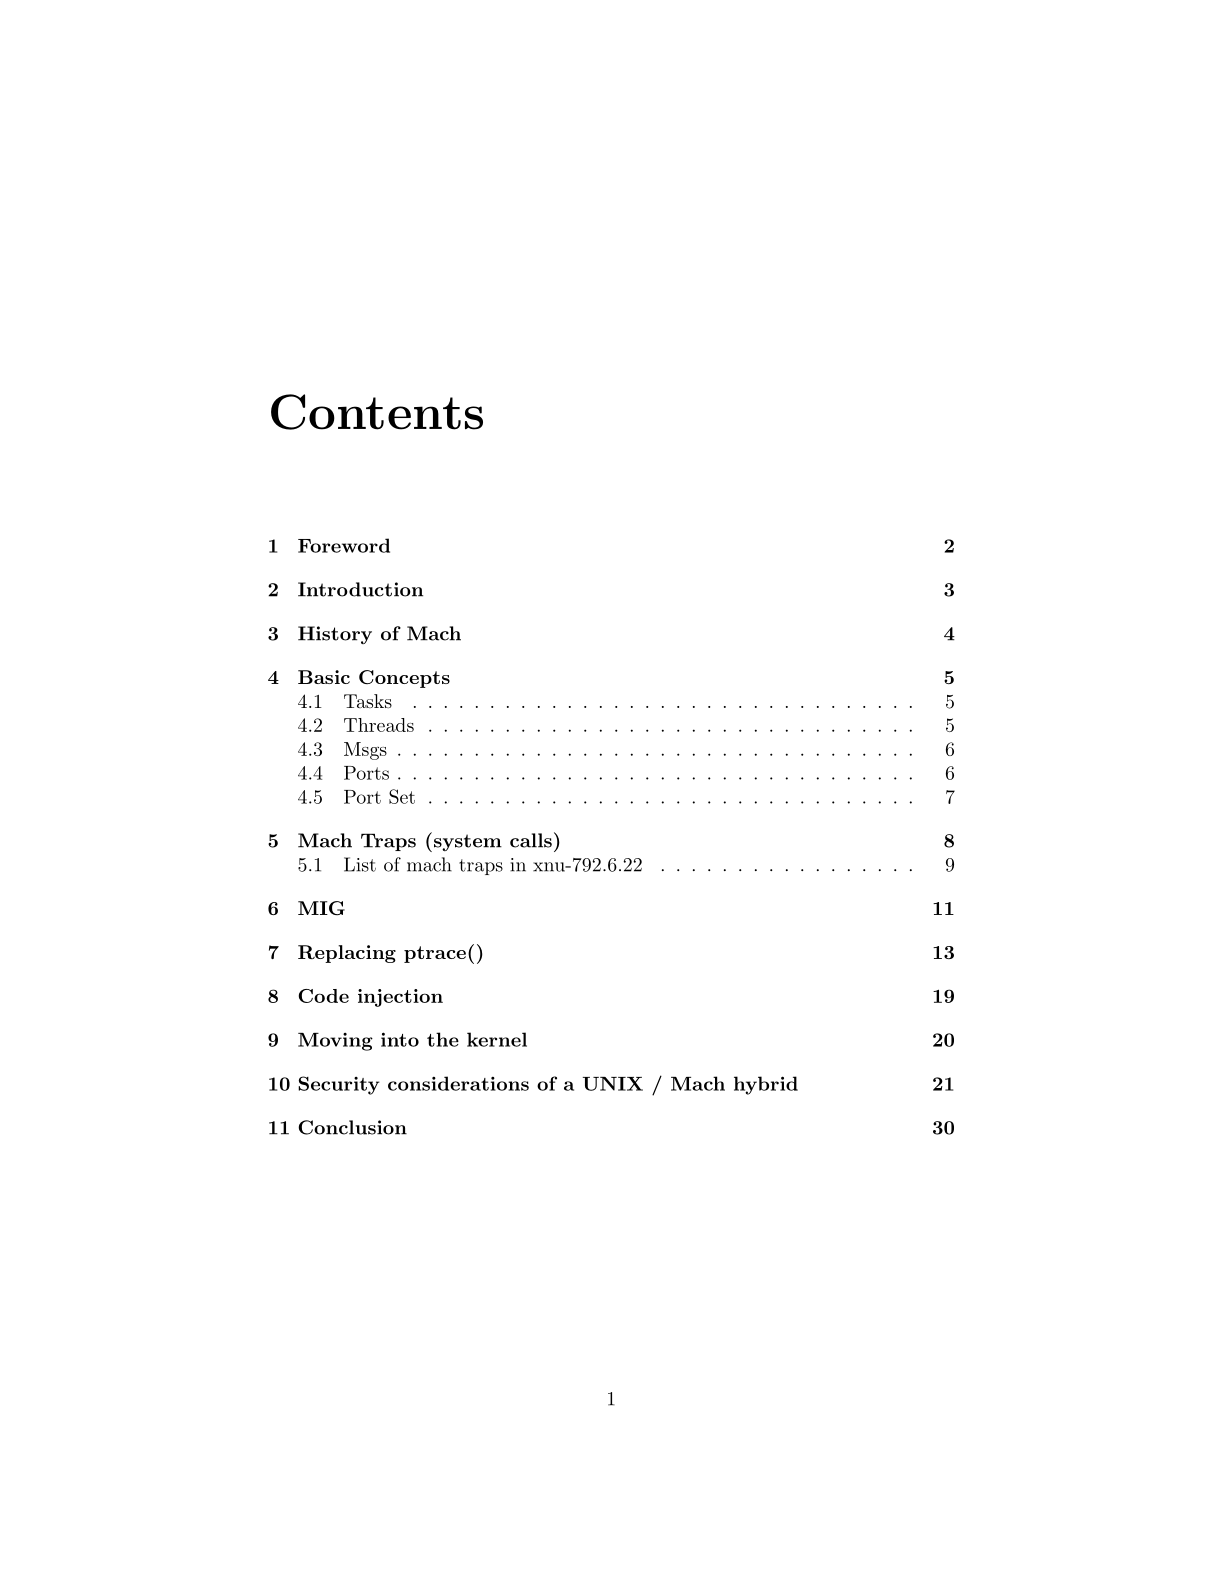 Contents
1 Foreword 2
2 Introduction 3
3 History of Mach 4
4 Basic Concepts 5
4.1 Tasks . . . . . . . . . . . . . . . . . . . . . . . . . . . . . . . . . 5
4.2 Threads . . . . . . . . . . . . . . . . . . . . . . . . . . . . . . . . 5
4.3 Msgs . . . . . . . . . . . . . . . . . . . . . . . . . . . . . . . . . . 6
4.4 Ports . . . . . . . . . . . . . . . . . . . . . . . . . . . . . . . . . . 6
4.5 Port Set . . . . . . . . . . . . . . . . . . . . . . . . . . . . . . . . 7
5 Mach Traps (system calls) 8
5.1 List of mach traps in xnu-792.6.22 . . . . . . . . . . . . . . . . . 9
6 MIG 11
7 Replacing ptrace() 13
8 Code injection 19
9 Moving into the kernel 20
10 Security considerations of a UNIX / Mach hybrid 21
11 Conclusion 30
1